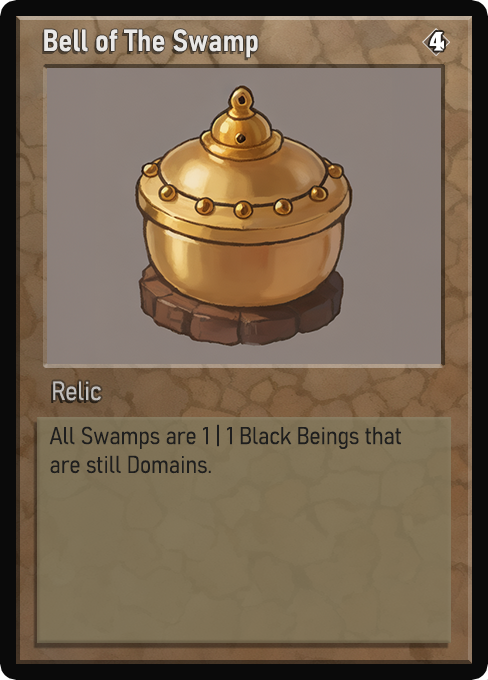 Bell of The Swamp
4
Relic
All Swamps are 1|1 Black Beings that
are still Domains.